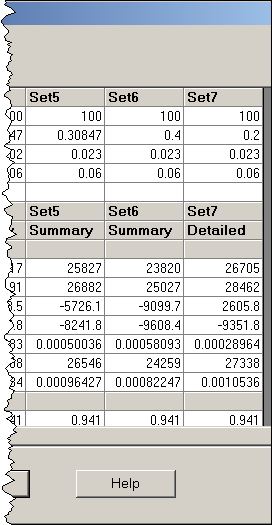 Set5 Set6 Set7
00 100 100 100
47 0.30847 0.4 0.2
02 0.023 0.023 0.023
06 0.06 0.06 0.06
Set5 Set6 Set7
Summary Summary Detailed
17 25827 23820 26705
91 26882 25027 28462
3.5 -5726.1 -9099.7 2605.8
.8 -8241.8 -9608.4 -9351.8
83 0.00050036 0.00058093 0.00028964
38 26546 24259 27338
34 0.00096427 0.00082247 0.0010536
41 0.941 0.941 0.941
Help